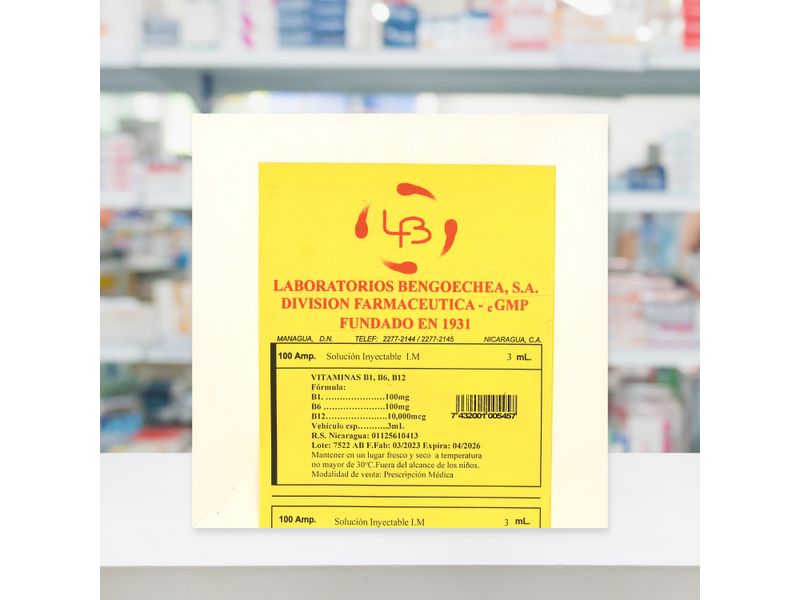 LFB
LABORATORIOS BENGOECHEA, S.A.
DIVISION FARMACEUTICA - cGMP
FUNDADO EN 1931
MANAGUA, D.N. TELEF: 2277-2144 / 2277-2145 NICARAGUA, C.A.
100 Amp. Solución Inyectable I.M 3 mL.
VITAMINAS B1, B6, B12
Fórmula:
B1. .....................100mg
B6 ......................100mg
B12......................10,000mcg
Vehículo csp...........3mL
R.S. Nicaragua: 01125610413
Lote: 7522 AB F.Fab: 03/2023 Expira: 04/2026
Mantener en un lugar fresco y seco a temperatura
no mayor de 30°C.Fuera del alcance de los niños.
Modalidad de venta: Prescripción Médica
7 432001 005457
100 Amp. Solución Inyectable I.M 3 mL.